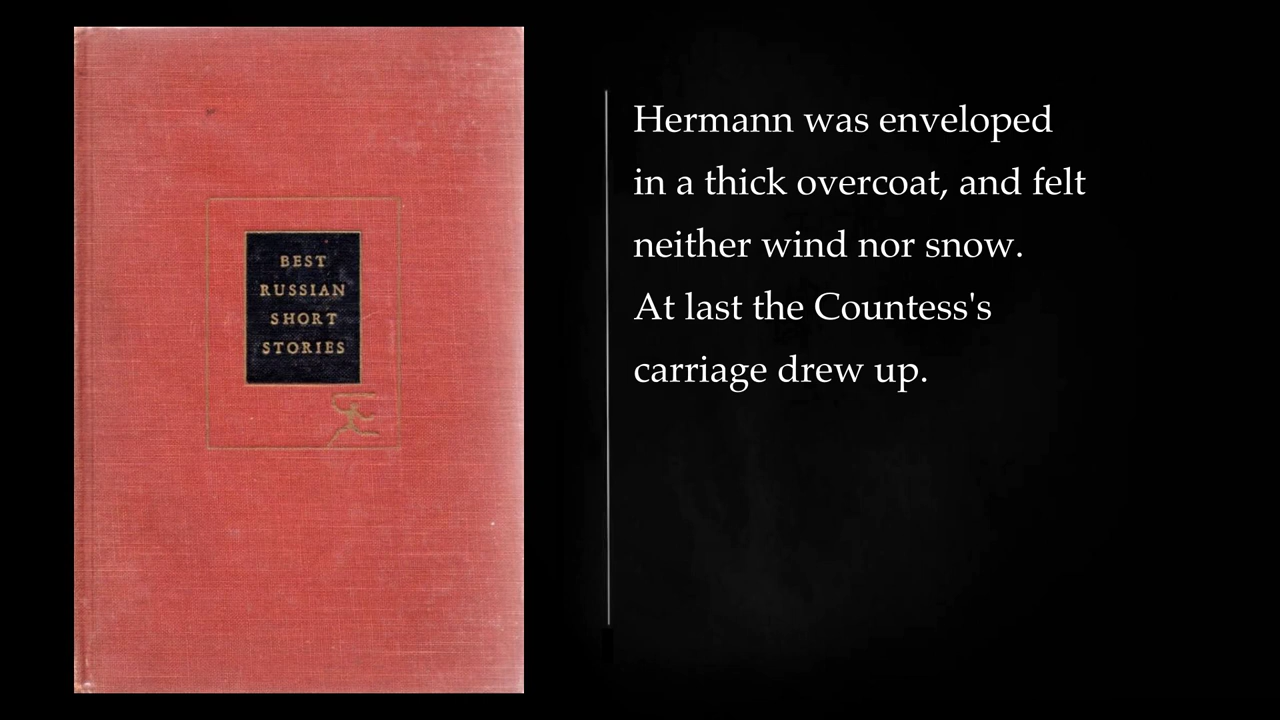 BEST
RUSSIAN
SHORT
STORIES
Hermann was enveloped
in a thick overcoat, and felt
neither wind nor snow.
At last the Countess's
carriage drew up.